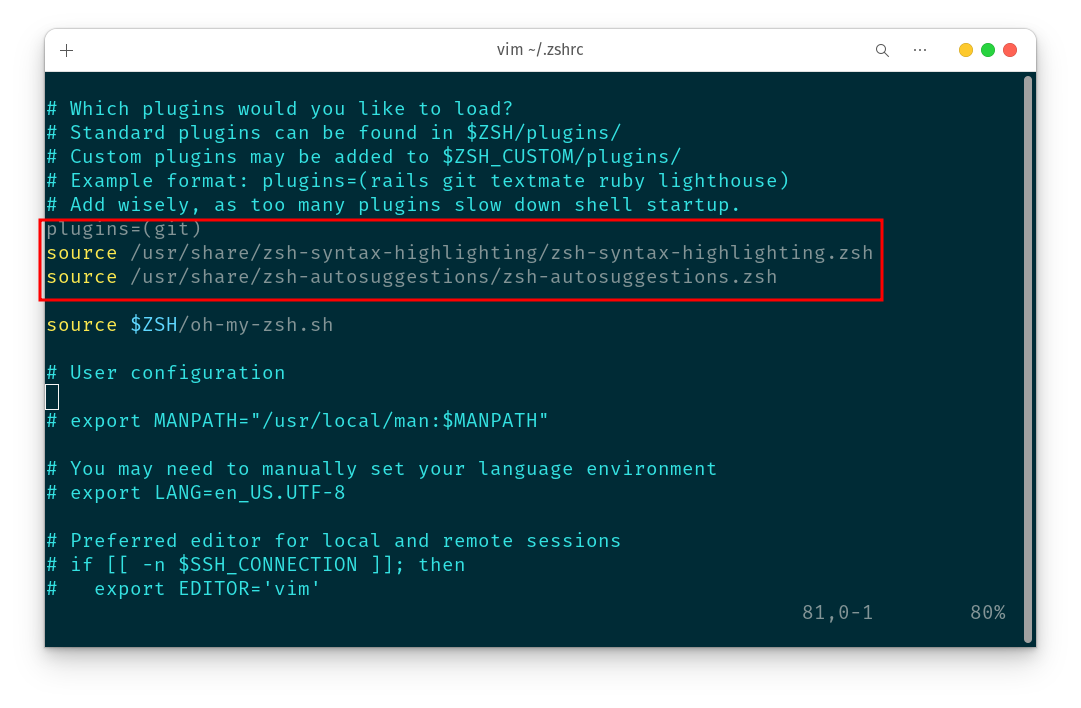 vim ~/.zshrc
# Which plugins would you like to load?
# Standard plugins can be found in $ZSH/plugins/
# Custom plugins may be added to $ZSH_CUSTOM/plugins/
# Example format: plugins=(rails git textmate ruby lighthouse)
# Add wisely, as too many plugins slow down shell startup.
plugins=(git)
source /usr/share/zsh-syntax-highlighting/zsh-syntax-highlighting.zsh
source /usr/share/zsh-autosuggestions/zsh-autosuggestions.zsh
source $ZSH/oh-my-zsh.sh
# User configuration
# export MANPATH="/usr/local/man:$MANPATH"
# You may need to manually set your language environment
# export LANG=en_US.UTF-8
# Preferred editor for local and remote sessions
# if [[ -n $SSH_CONNECTION ]]; then
#   export EDITOR='vim'
81,0-1 80%